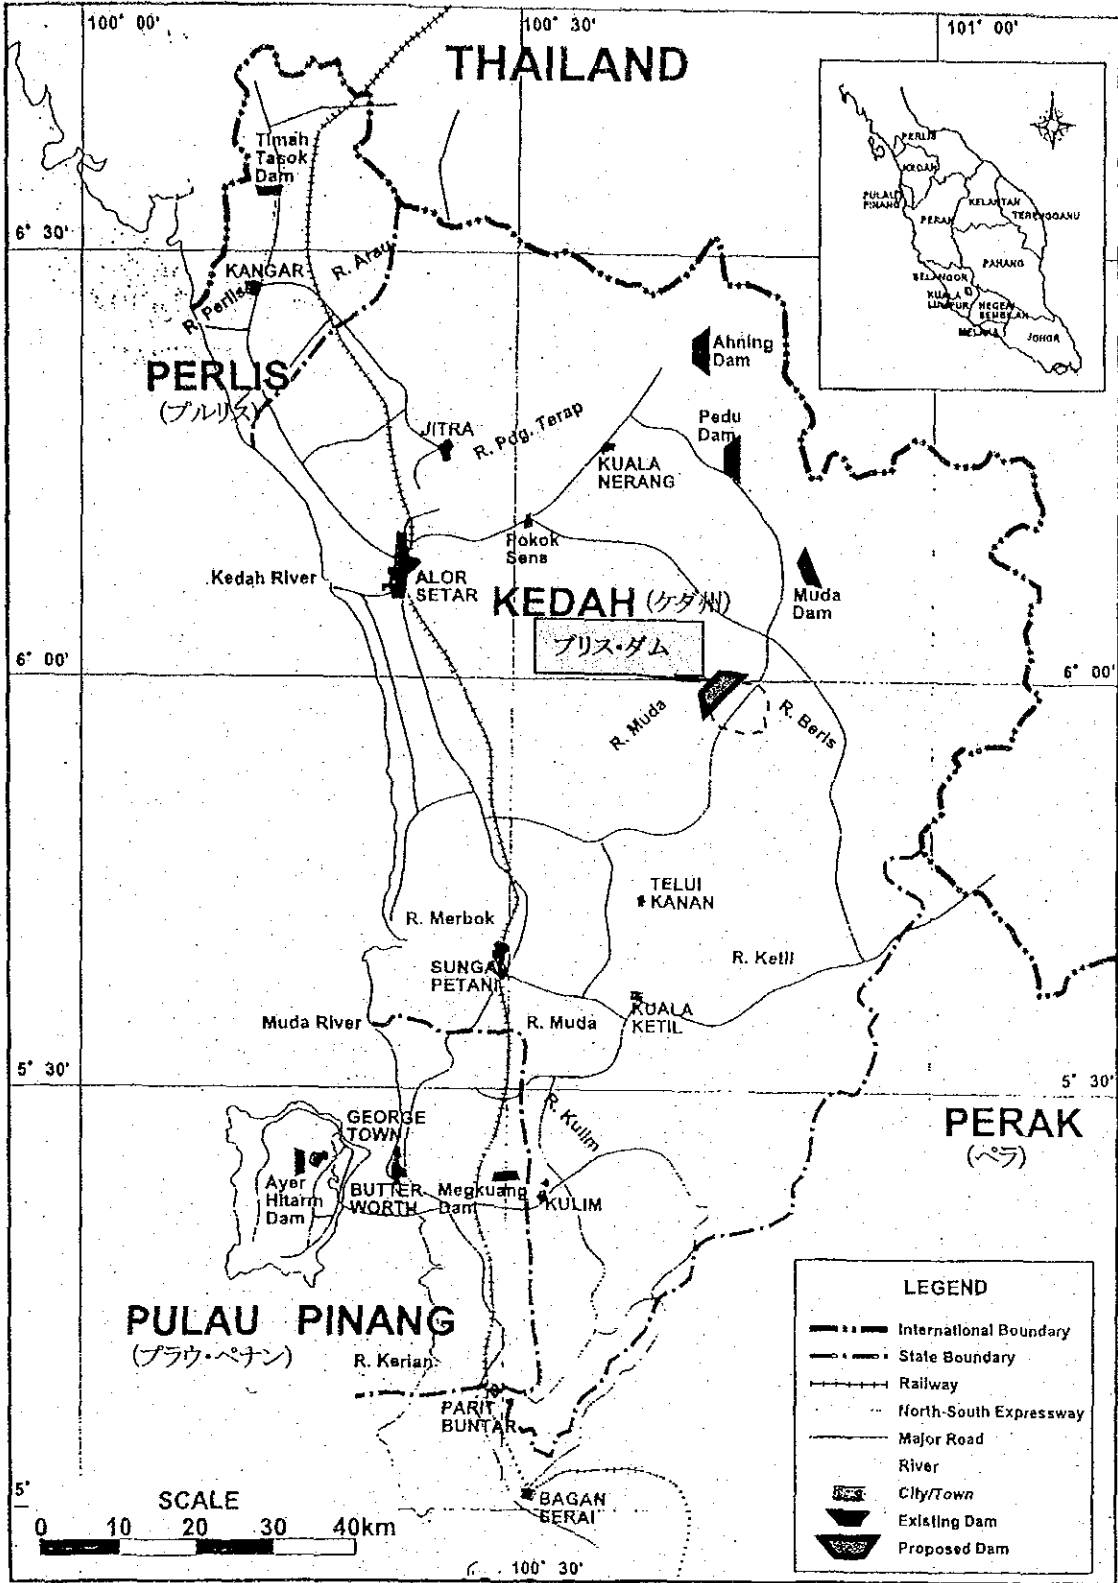 100° 00'
100° 30'
101° 00'
THAILAND
Timah
Tasok
Dam
PERLIS
KEDAH
PULAU
PINANG
PERAK
KELANTAN
TERENGGANU
PAHANG
SELANGOR
KUALA
LUMPUR
NEGERI
SEMBILAN
MELAKA
JOHOR
6° 30'
KANGAR
R. Arau
R. Perlis
Ahning
Dam
PERLIS
(プルリス)
JITRA
R. Pdg. Terap
Pedu
Dam
KUALA
NERANG
Pokok
Sena
Kedah River
ALOR
SETAR
KEDAH (ケダ州)
Muda
Dam
ブリス・ダム
6° 00'
6° 00'
R. Muda
R. Beris
TELUI
KANAN
R. Merbok
SUNGAI
PETANI
R. Ketil
Muda River
R. Muda
KUALA
KETIL
5° 30'
5° 30'
R. Kulim
GEORGE
TOWN
PERAK
(ペラ)
Ayer
Hitam
Dam
BUTTER
WORTH
Megkuang
Dam
KULIM
PULAU PINANG
(プラウ・ペナン)
R. Kerian
PARIT
BUNTAR
5°
BAGAN
SERAI
SCALE
0 10 20 30 40km
100° 30'
LEGEND
International Boundary
State Boundary
Railway
North-South Expressway
Major Road
River
City/Town
Existing Dam
Proposed Dam